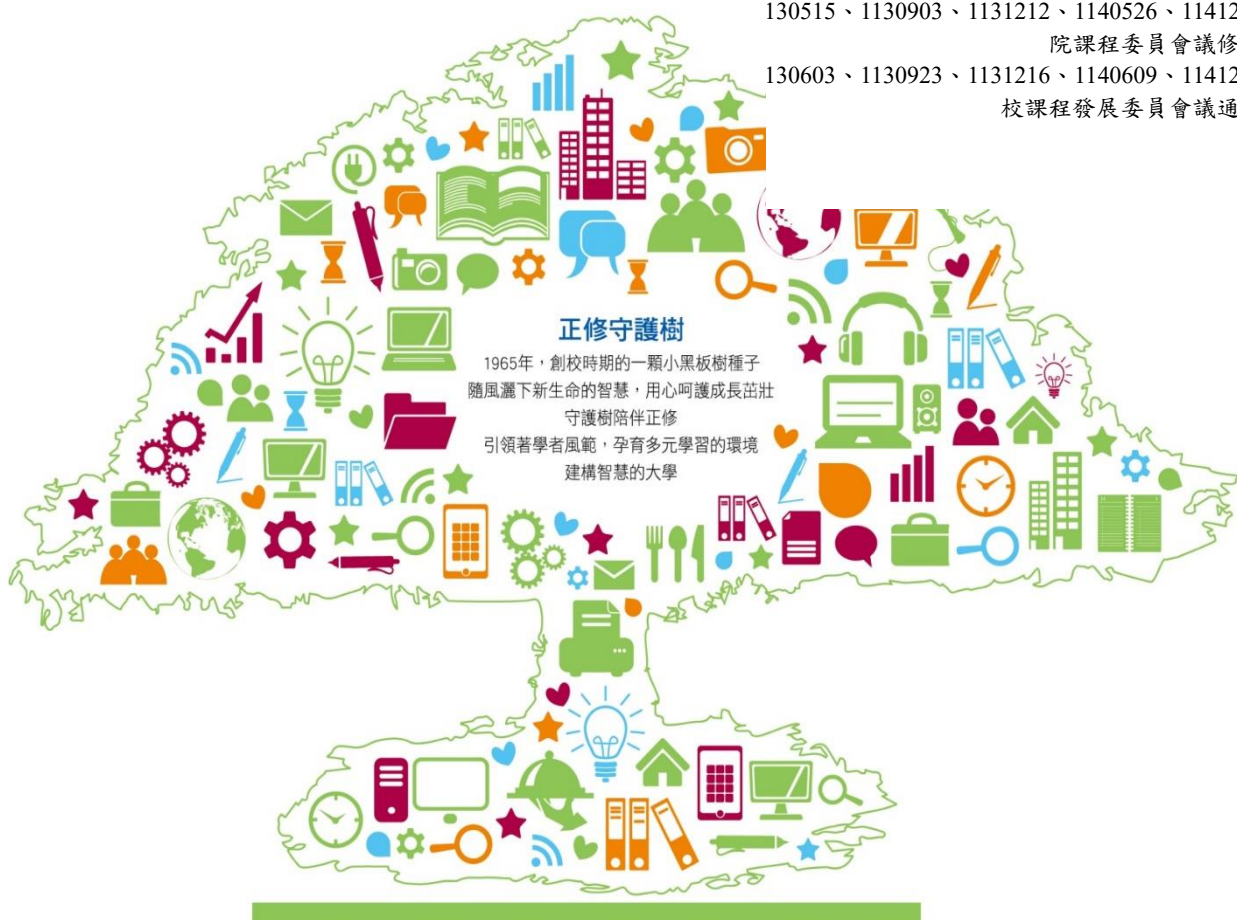 130515、1130903、1131212、1140526、11412
院課程委員會議修
130603、1130923、1131216、1140609、11412
校課程發展委員會議通
正修守護樹
1965年，創校時期的一顆小黑板樹種子
隨風灑下新生命的智慧，用心呵護成長茁壯
守護樹陪伴正修
引領著學者風範，孕育多元學習的環境
建構智慧的大學